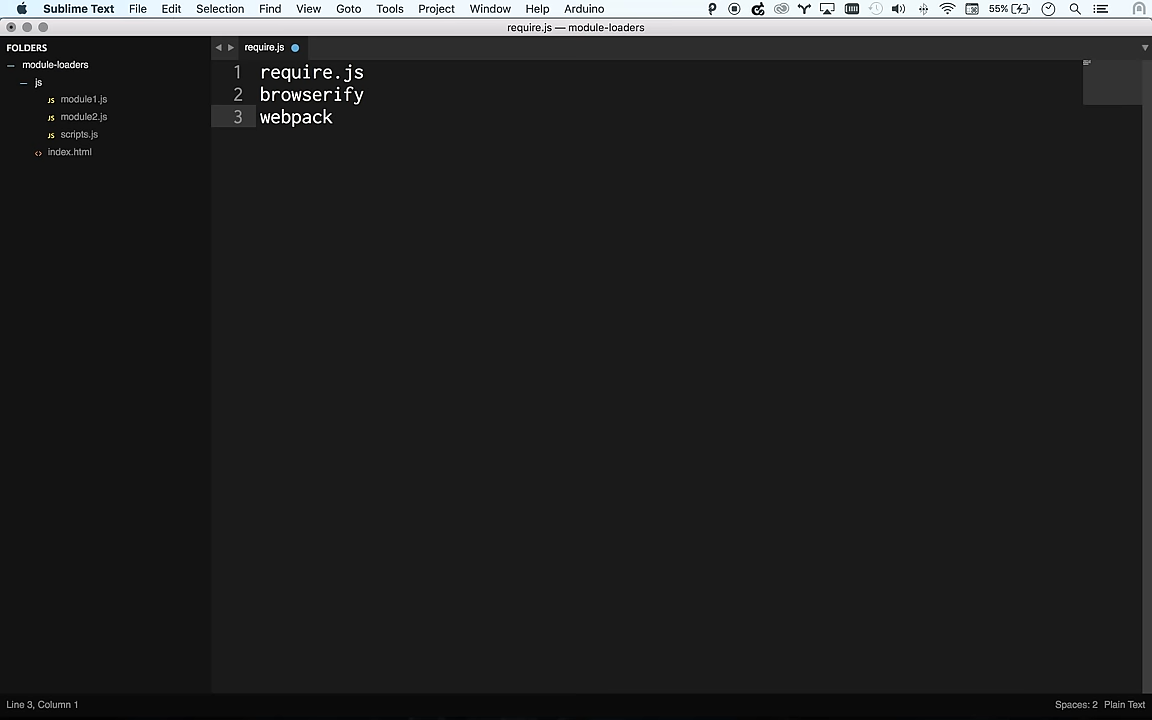 Sublime Text File Edit Selection Find View Goto Tools Project Window Help Arduino 55%
require.js — module-loaders
FOLDERS
module-loaders
js
module1.js
module2.js
scripts.js
index.html
require.js
1 require.js
2 browserify
3 webpack
Line 3, Column 1
Spaces: 2 Plain Text